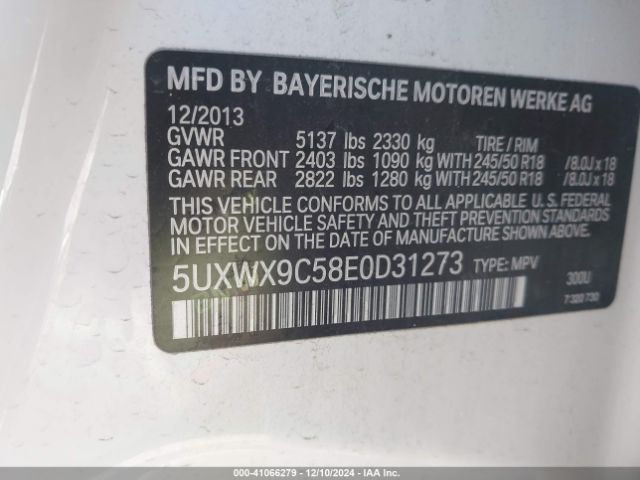 MFD BY BAYERISCHE MOTOREN WERKE AG
12/2013
GVWR 5137 lbs 2330 kg TIRE / RIM
GAWR FRONT 2403 lbs 1090 kg WITH 245/50 R18 /8.0J x 18
GAWR REAR 2822 lbs 1280 kg WITH 245/50 R18 /8.0J x 18
THIS VEHICLE CONFORMS TO ALL APPLICABLE U. S. FEDERAL
MOTOR VEHICLE SAFETY AND THEFT PREVENTION STANDARDS
IN EFFECT ON THE DATE OF MANUFACTURE SHOWN ABOVE.
5UXWX9C58E0D31273 TYPE: MPV 300U
7 320 730
000-41066279 - 12/10/2024 - IAA Inc.